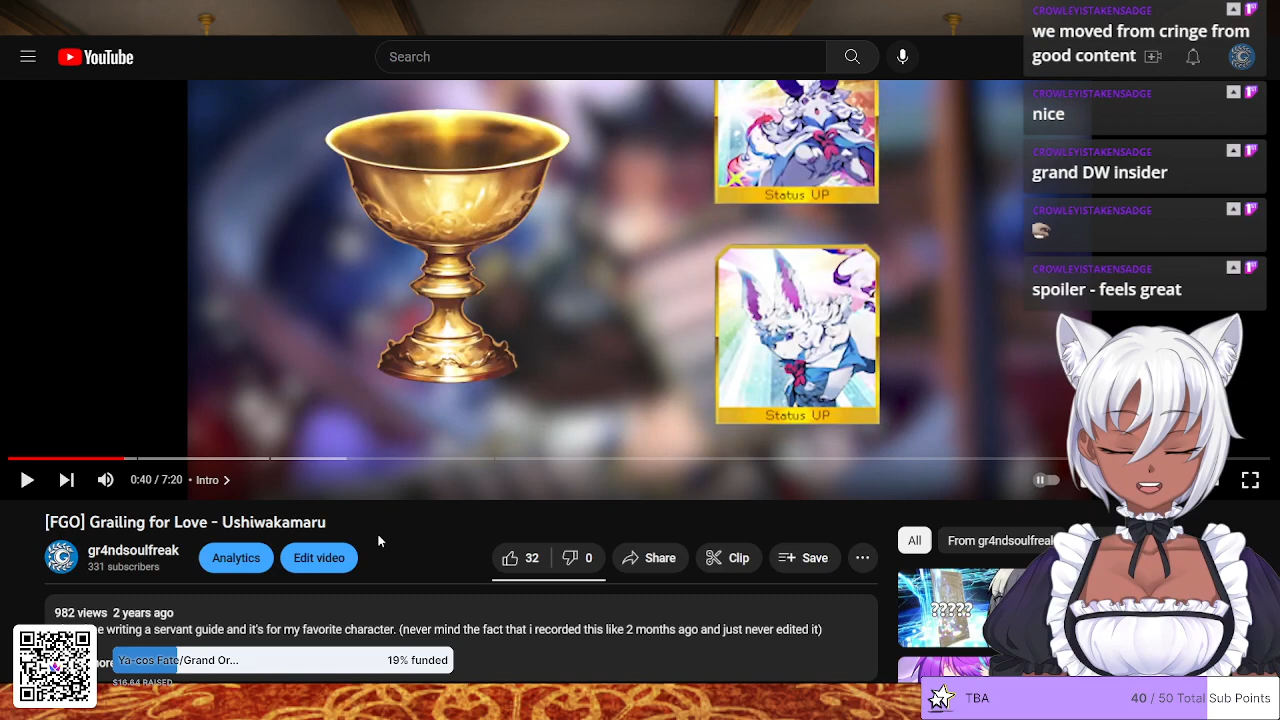 YouTube
Search
CROWLEYISTAKENSADGE
we moved from cringe from
good content
CROWLEYISTAKENSADGE
nice
CROWLEYISTAKENSADGE
grand DW insider
CROWLEYISTAKENSADGE
CROWLEYISTAKENSADGE
spoiler - feels great
Status UP
Status UP
0:40 / 7:20 • Intro
[FGO] Grailing for Love - Ushiwakamaru
gr4ndsoulfreak
331 subscribers
Analytics
Edit video
32
0
Share
Clip
Save
All
From gr4ndsoulfreak
?????
982 views 2 years ago
e writing a servant guide and it's for my favorite character. (never mind the fact that i recorded this like 2 months ago and just never edited it)
Ya-cos Fate/Grand Or...
19% funded
$16.64 RAISED
TBA
40 / 50 Total Sub Points